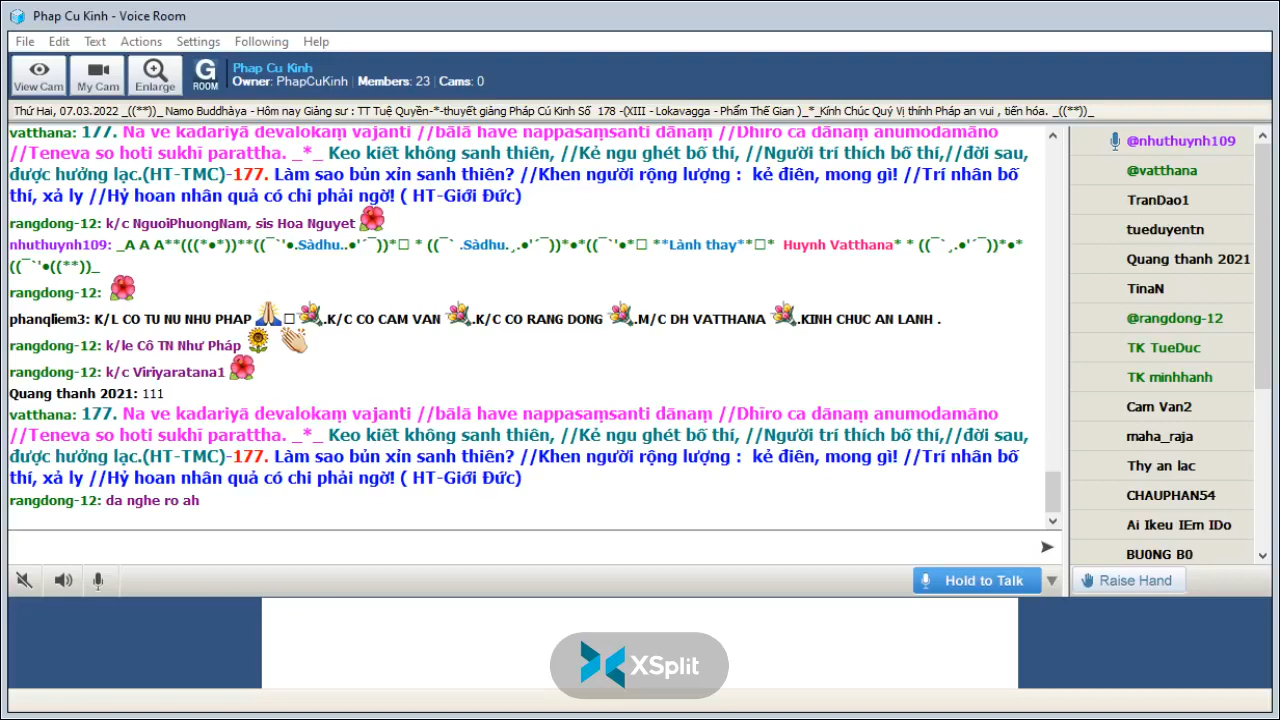 Phap Cu Kinh - Voice Room
File Edit Text Actions Settings Following Help
View Cam My Cam Enlarge G ROOM
Phap Cu Kinh
Owner: PhapCuKinh | Members: 23 | Cams: 0
Thứ Hai, 07.03.2022 _((**))_ Namo Buddhàya - Hôm nay Giảng sư : TT Tuệ Quyền-*-thuyết giảng Pháp Cú Kinh Số 178 -(XIII - Lokavagga - Phẩm Thế Gian )_*_Kính Chúc Quý Vị thính Pháp an vui , tiến hóa. _((**))_
vatthana: 177. Na ve kadariyā devalokaṃ vajanti //bālā have nappasaṃsanti dānaṃ //Dhīro ca dānaṃ anumodamāno
//Teneva so hoti sukhī parattha. _*_ Keo kiết không sanh thiên, //Kẻ ngu ghét bố thí, //Người trí thích bố thí,//đời sau,
được hưởng lạc.(HT-TMC)-177. Làm sao bủn xỉn sanh thiên? //Khen người rộng lượng : kẻ điên, mong gì! //Trí nhân bố
thí, xả ly //Hỷ hoan nhân quả có chi phải ngờ! ( HT-Giới Đức)
rangdong-12: k/c NguoiPhuongNam, sis Hoa Nguyet
nhuthuynh109: _A A A**(((*●*))**((¯`'●.Sàdhu..●'´¯))*□ * ((¯` .Sàdhu.¸.●'´¯))*●*((¯`'●*□ **Lành thay**□* Huynh Vatthana* * ((¯`¸.●'´¯))*●*
((¯`'●((**))_
rangdong-12:
phanqliem3: K/L CO TU NU NHU PHAP □ .K/C CO CAM VAN .K/C CO RANG DONG .M/C DH VATTHANA .KINH CHUC AN LANH .
rangdong-12: k/le Cô TN Như Pháp
rangdong-12: k/c Viriyaratana1
Quang thanh 2021: 111
vatthana: 177. Na ve kadariyā devalokaṃ vajanti //bālā have nappasaṃsanti dānaṃ //Dhīro ca dānaṃ anumodamāno
//Teneva so hoti sukhī parattha. _*_ Keo kiết không sanh thiên, //Kẻ ngu ghét bố thí, //Người trí thích bố thí,//đời sau,
được hưởng lạc.(HT-TMC)-177. Làm sao bủn xỉn sanh thiên? //Khen người rộng lượng : kẻ điên, mong gì! //Trí nhân bố
thí, xả ly //Hỷ hoan nhân quả có chi phải ngờ! ( HT-Giới Đức)
rangdong-12: da nghe ro ah
@nhuthuynh109
@vatthana
TranDao1
tueduyentn
Quang thanh 2021
TinaN
@rangdong-12
TK TueDuc
TK minhhanh
Cam Van2
maha_raja
Thy an lac
CHAUPHAN54
Ai lkeu IEm IDo
BU0NG B0
Hold to Talk
Raise Hand
XSplit